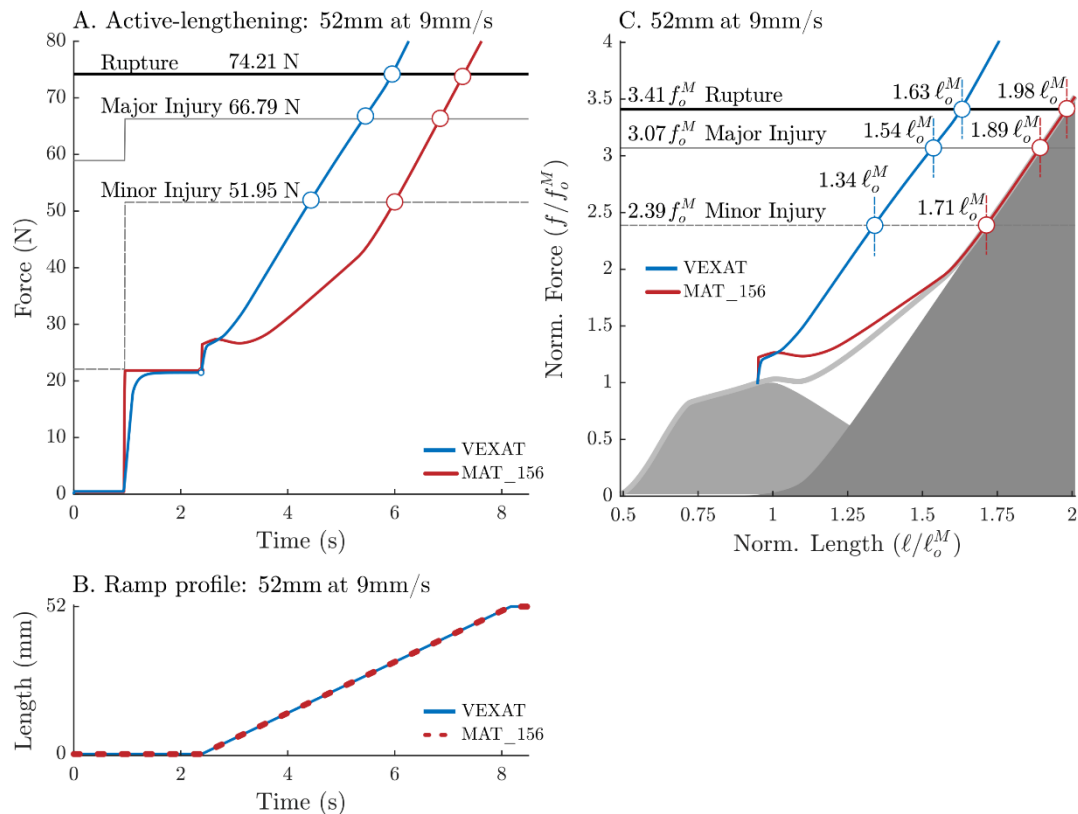 A. Active-lengthening: 52mm at 9mm/s
80
70
60
50
40
30
20
10
0
Force (N)
Rupture 74.21 N
Major Injury 66.79 N
Minor Injury 51.95 N
VEXAT
MAT_156
0 2 4 6 8
Time (s)
B. Ramp profile: 52mm at 9mm/s
52
0
Length (mm)
VEXAT
MAT_156
0 2 4 6 8
Time (s)
C. 52mm at 9mm/s
4
3.5
3
2.5
2
1.5
1
0.5
0
Norm. Force (f/f_o^M)
3.41 f_o^M Rupture
3.07 f_o^M Major Injury
2.39 f_o^M Minor Injury
1.63 ℓ_o^M
1.98 ℓ_o^M
1.54 ℓ_o^M
1.89 ℓ_o^M
1.34 ℓ_o^M
1.71 ℓ_o^M
VEXAT
MAT_156
0.5 0.75 1 1.25 1.5 1.75 2
Norm. Length (ℓ/ℓ_o^M)